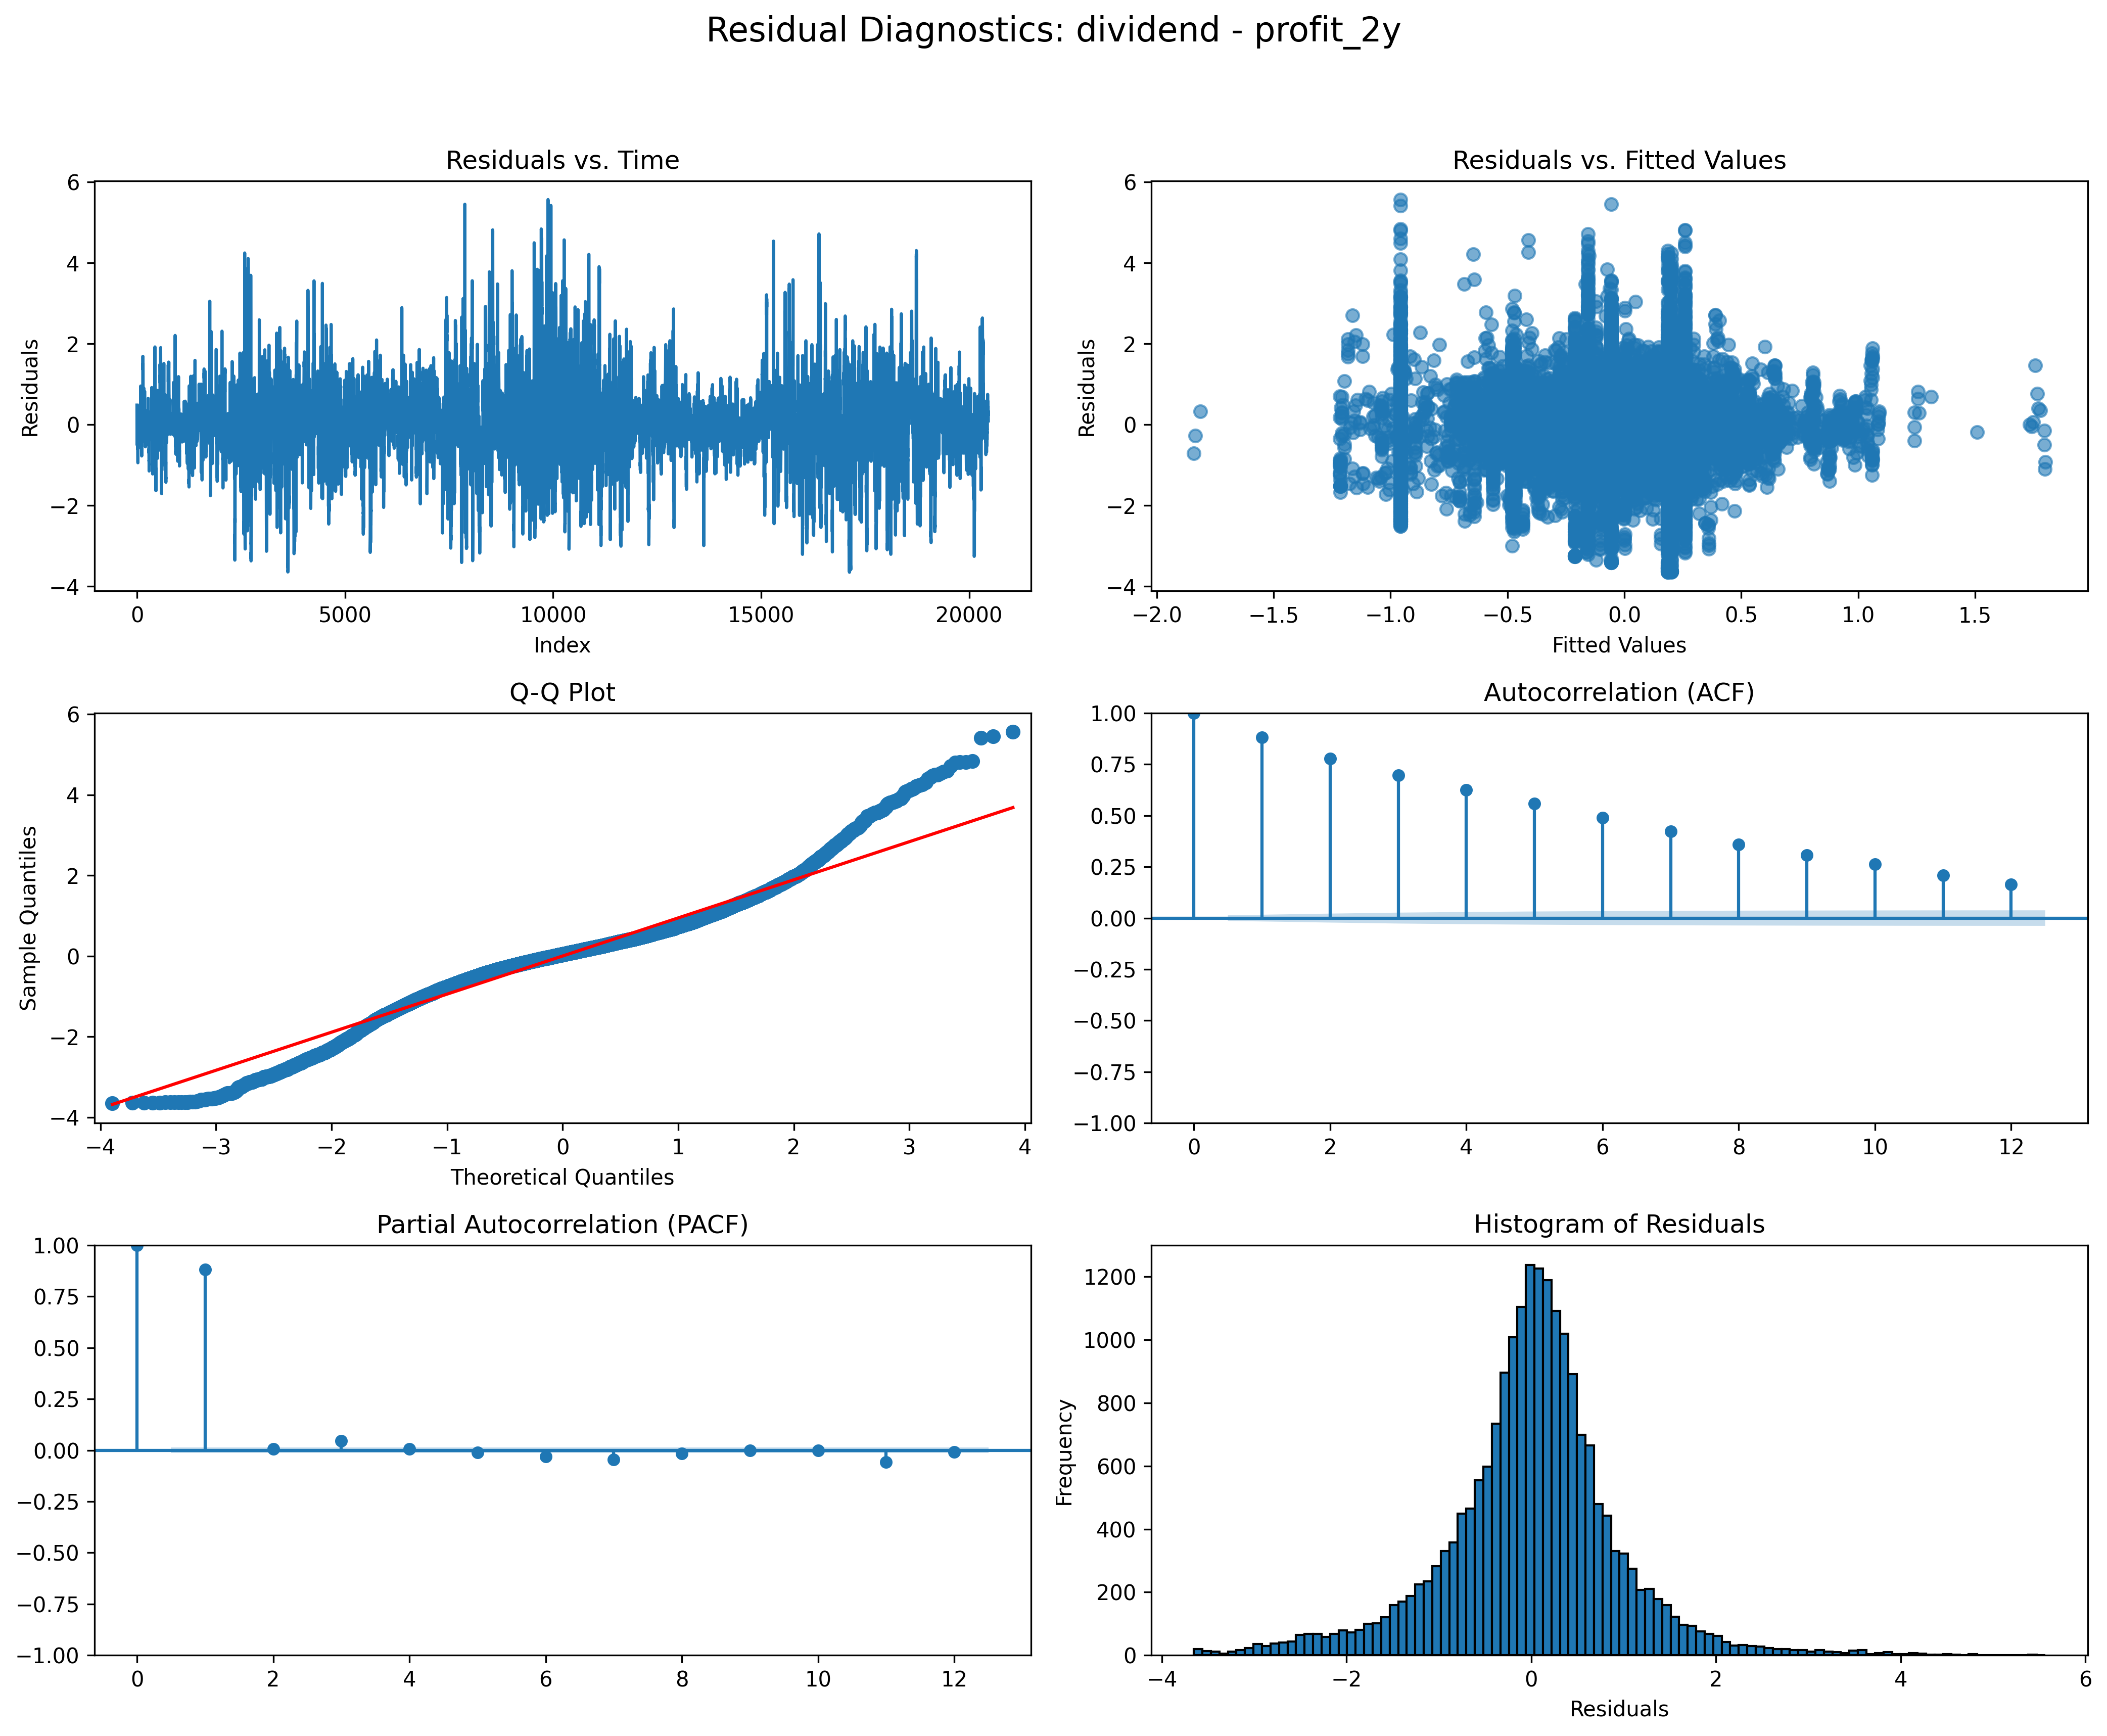 Residual Diagnostics: dividend - profit_2y
Residuals vs. Time
6
4
2
0
−2
−4
Residuals
0 5000 10000 15000 20000
Index
Residuals vs. Fitted Values
6
4
2
0
−2
−4
Residuals
−2.0 −1.5 −1.0 −0.5 0.0 0.5 1.0 1.5
Fitted Values
Q-Q Plot
6
4
2
0
−2
−4
Sample Quantiles
−4 −3 −2 −1 0 1 2 3 4
Theoretical Quantiles
Autocorrelation (ACF)
1.00
0.75
0.50
0.25
0.00
−0.25
−0.50
−0.75
−1.00
0 2 4 6 8 10 12
Partial Autocorrelation (PACF)
1.00
0.75
0.50
0.25
0.00
−0.25
−0.50
−0.75
−1.00
0 2 4 6 8 10 12
Histogram of Residuals
1200
1000
800
600
400
200
0
Frequency
−4 −2 0 2 4 6
Residuals